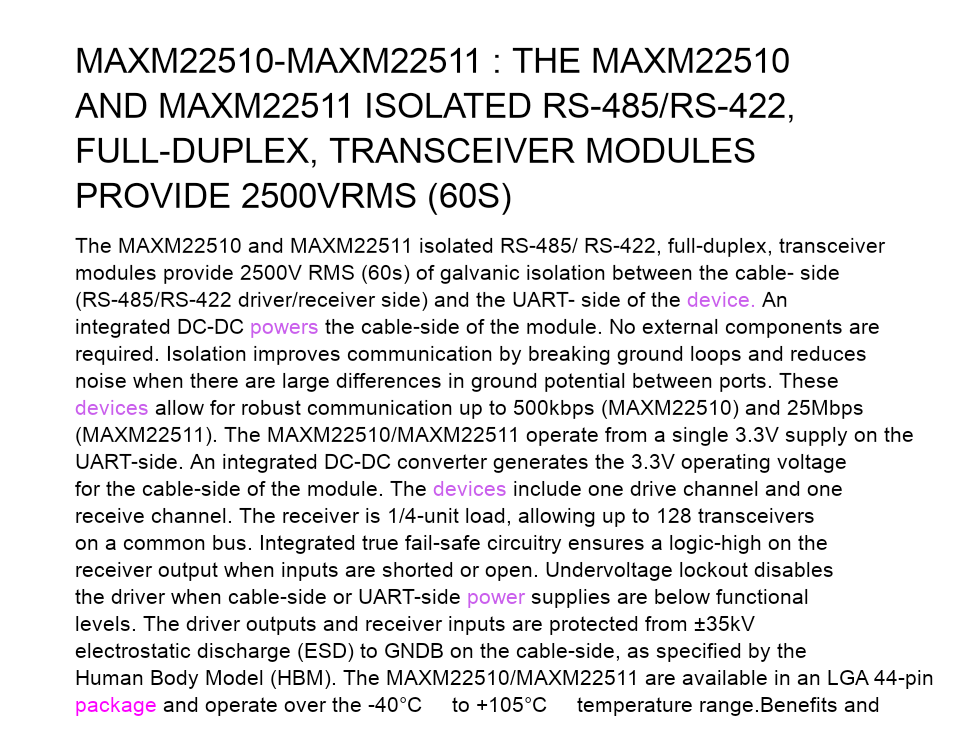 MAXM22510-MAXM22511 : THE MAXM22510
AND MAXM22511 ISOLATED RS-485/RS-422,
FULL-DUPLEX, TRANSCEIVER MODULES
PROVIDE 2500VRMS (60S)
The MAXM22510 and MAXM22511 isolated RS-485/ RS-422, full-duplex, transceiver
modules provide 2500V RMS (60s) of galvanic isolation between the cable- side
(RS-485/RS-422 driver/receiver side) and the UART- side of the device. An
integrated DC-DC powers the cable-side of the module. No external components are
required. Isolation improves communication by breaking ground loops and reduces
noise when there are large differences in ground potential between ports. These
devices allow for robust communication up to 500kbps (MAXM22510) and 25Mbps
(MAXM22511). The MAXM22510/MAXM22511 operate from a single 3.3V supply on the
UART-side. An integrated DC-DC converter generates the 3.3V operating voltage
for the cable-side of the module. The devices include one drive channel and one
receive channel. The receiver is 1/4-unit load, allowing up to 128 transceivers
on a common bus. Integrated true fail-safe circuitry ensures a logic-high on the
receiver output when inputs are shorted or open. Undervoltage lockout disables
the driver when cable-side or UART-side power supplies are below functional
levels. The driver outputs and receiver inputs are protected from ±35kV
electrostatic discharge (ESD) to GNDB on the cable-side, as specified by the
Human Body Model (HBM). The MAXM22510/MAXM22511 are available in an LGA 44-pin
package and operate over the -40°C to +105°C temperature range.Benefits and